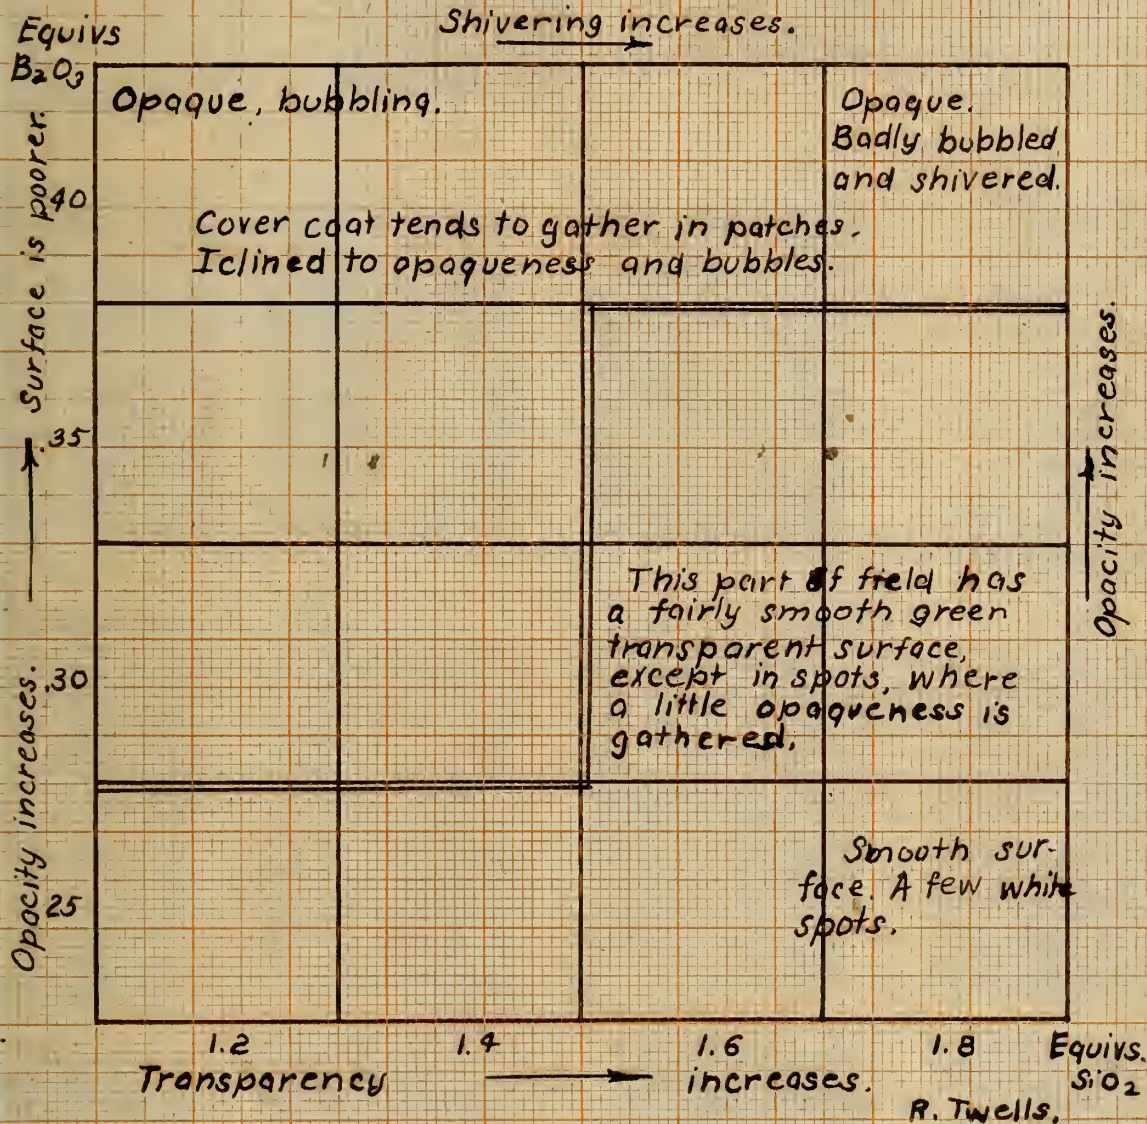 Shivering increases.
Equivs
B2O3
Surface is poorer.
Opacity increases.
Opaque, bubbling.
Opaque.
Badly bubbled
and shivered.
.40
Cover coat tends to gather in patches.
Iclined to opaqueness and bubbles.
.35
Opacity increases.
This part of field has
a fairly smooth green
transparent surface,
except in spots, where
a little opaqueness is
gathered.
.30
Smooth sur-
face. A few white
spots.
25
1.2
1.4
1.6
1.8
Equivs.
SiO2
Transparency increases.
R. Twells.